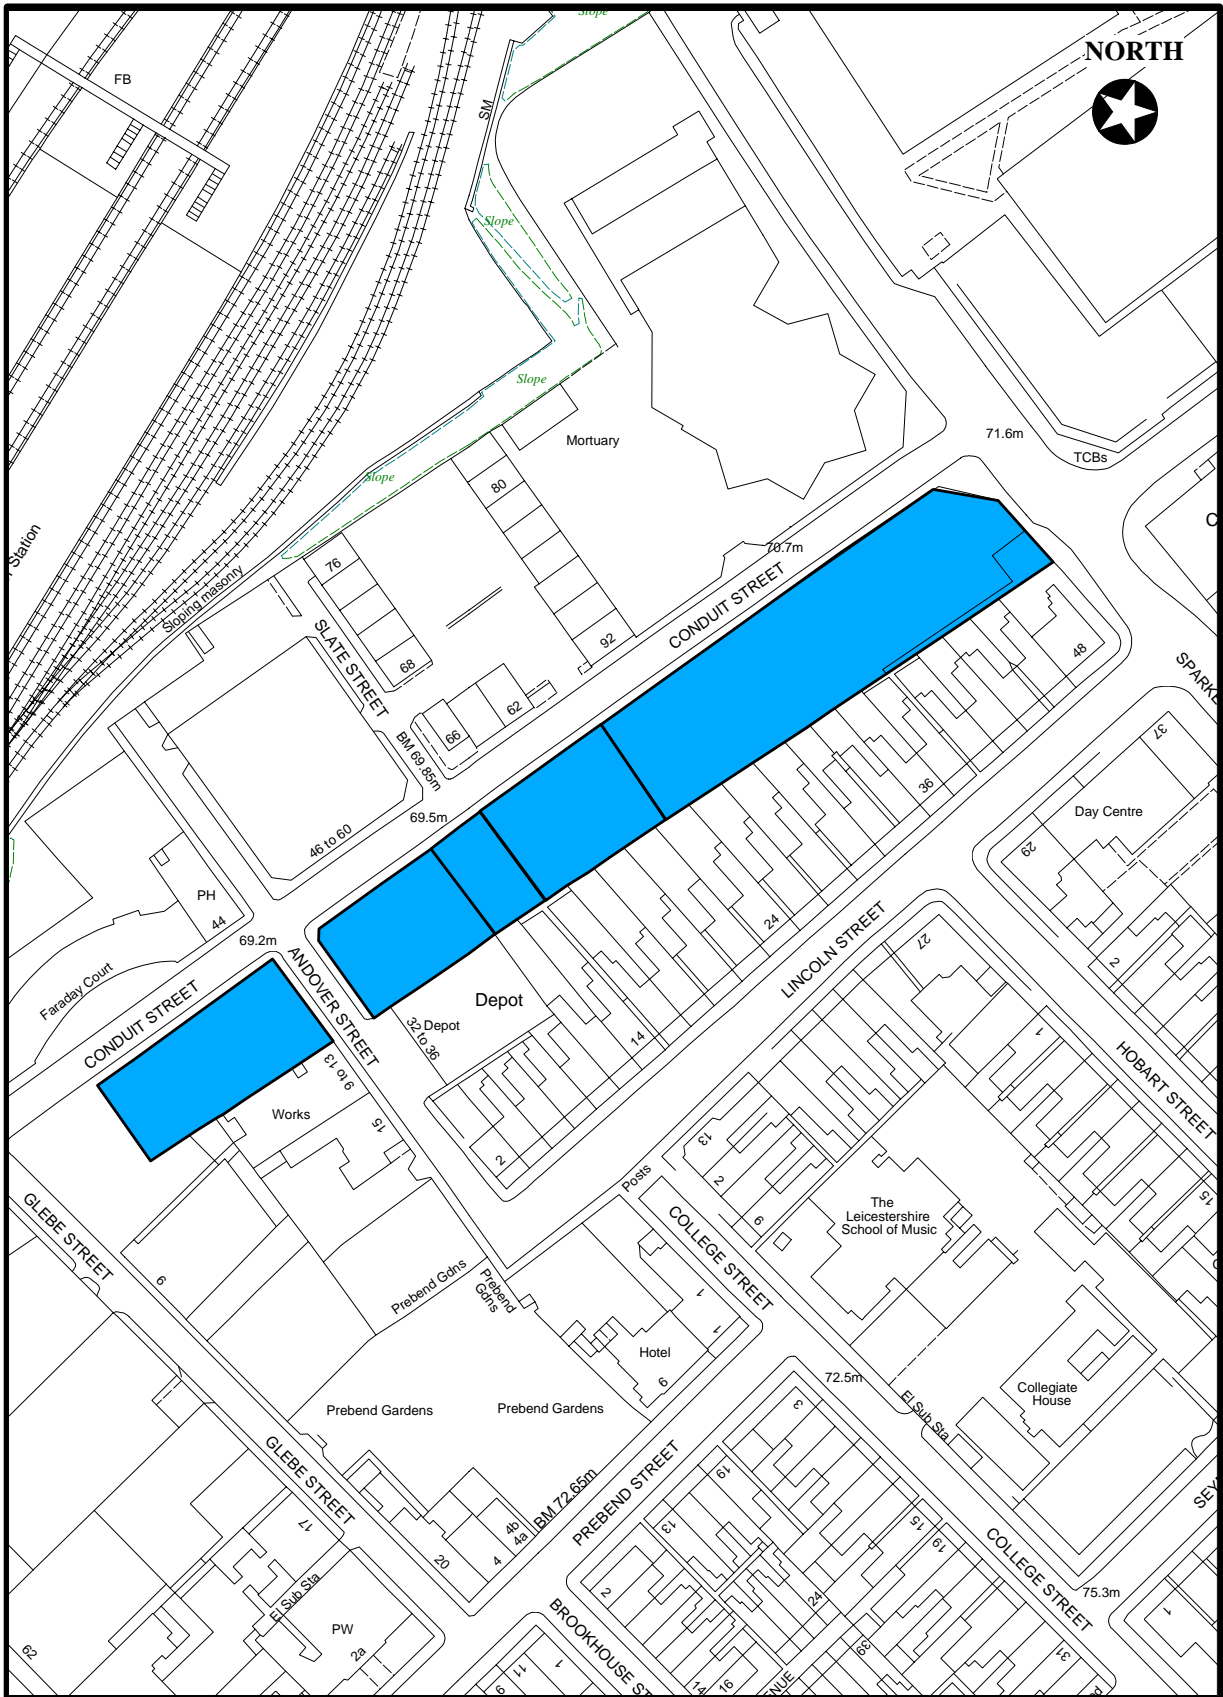 Slope
NORTH
FB
SM
Slope
Slope
Mortuary
71.6m
TCBs
Slope
80
C
Station
76
70.7m
Sloping masonry
CONDUIT STREET
SLATE STREET
68
92
48
SPARKE
62
66
BM 69.85m
37
36
Day Centre
69.5m
46 to 60
29
PH
44
24
69.2m
LINCOLN STREET
27
2
ANDOVER STREET
Faraday Court
CONDUIT STREET
Depot
32 to 36
Depot
14
1
HOBART STREET
9 to 13
Works
15
13
2
2
Posts
6
The
Leicestershire
School of Music
15
GLEBE STREET
COLLEGE STREET
6
Prebend Gdns
Prebend
Gdns
1
1
Hotel
6
72.5m
Collegiate
House
3
El Sub Sta
Prebend Gardens
Prebend Gardens
GLEBE STREET
PREBEND STREET
19
BM 72.65m
17
4b
4a
4
20
13
15
19
SEY
COLLEGE STREET
El Sub Sta
2
24
75.3m
1
PW
2a
62
BROOKHOUSE ST
39
31
11
9
1
14
16
ENUE